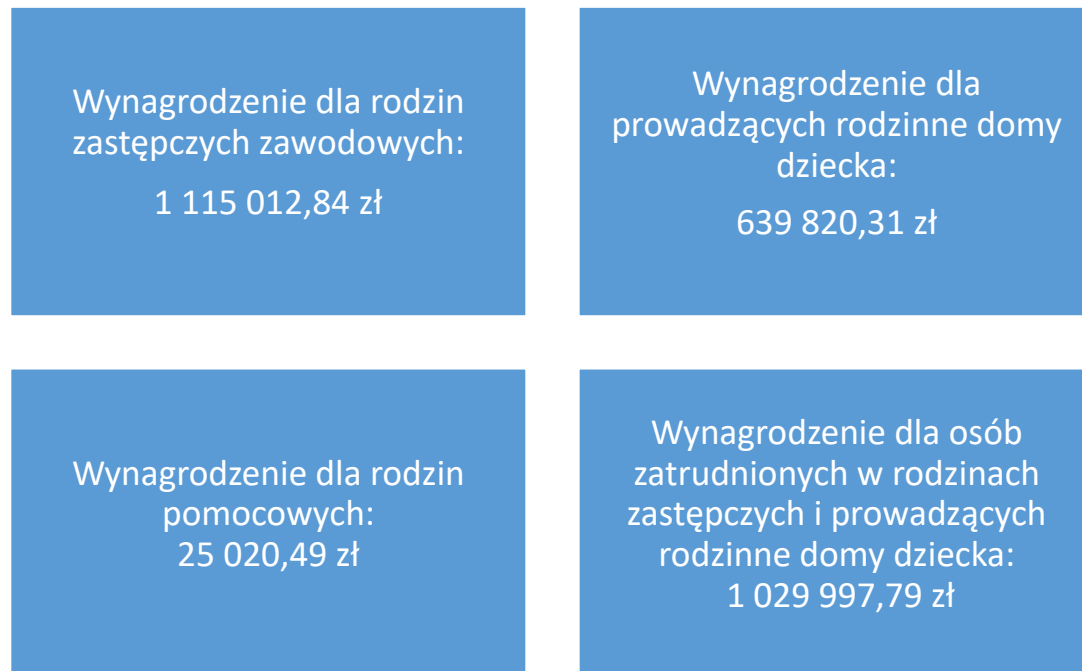 Wynagrodzenie dla rodzin
zastępczych zawodowych:
1 115 012,84 zł
Wynagrodzenie dla
prowadzących rodzinne domy
dziecka:
639 820,31 zł
Wynagrodzenie dla rodzin
pomocowych:
25 020,49 zł
Wynagrodzenie dla osób
zatrudnionych w rodzinach
zastępczych i prowadzących
rodzinne domy dziecka:
1 029 997,79 zł